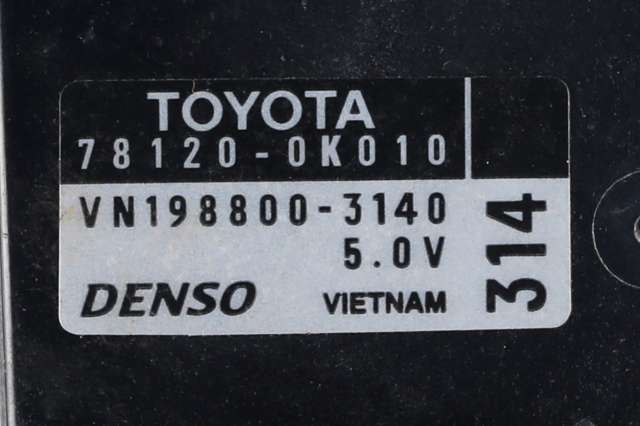 TOYOTA
78120-0K010
VN198800-3140
5.0V
DENSO VIETNAM
314